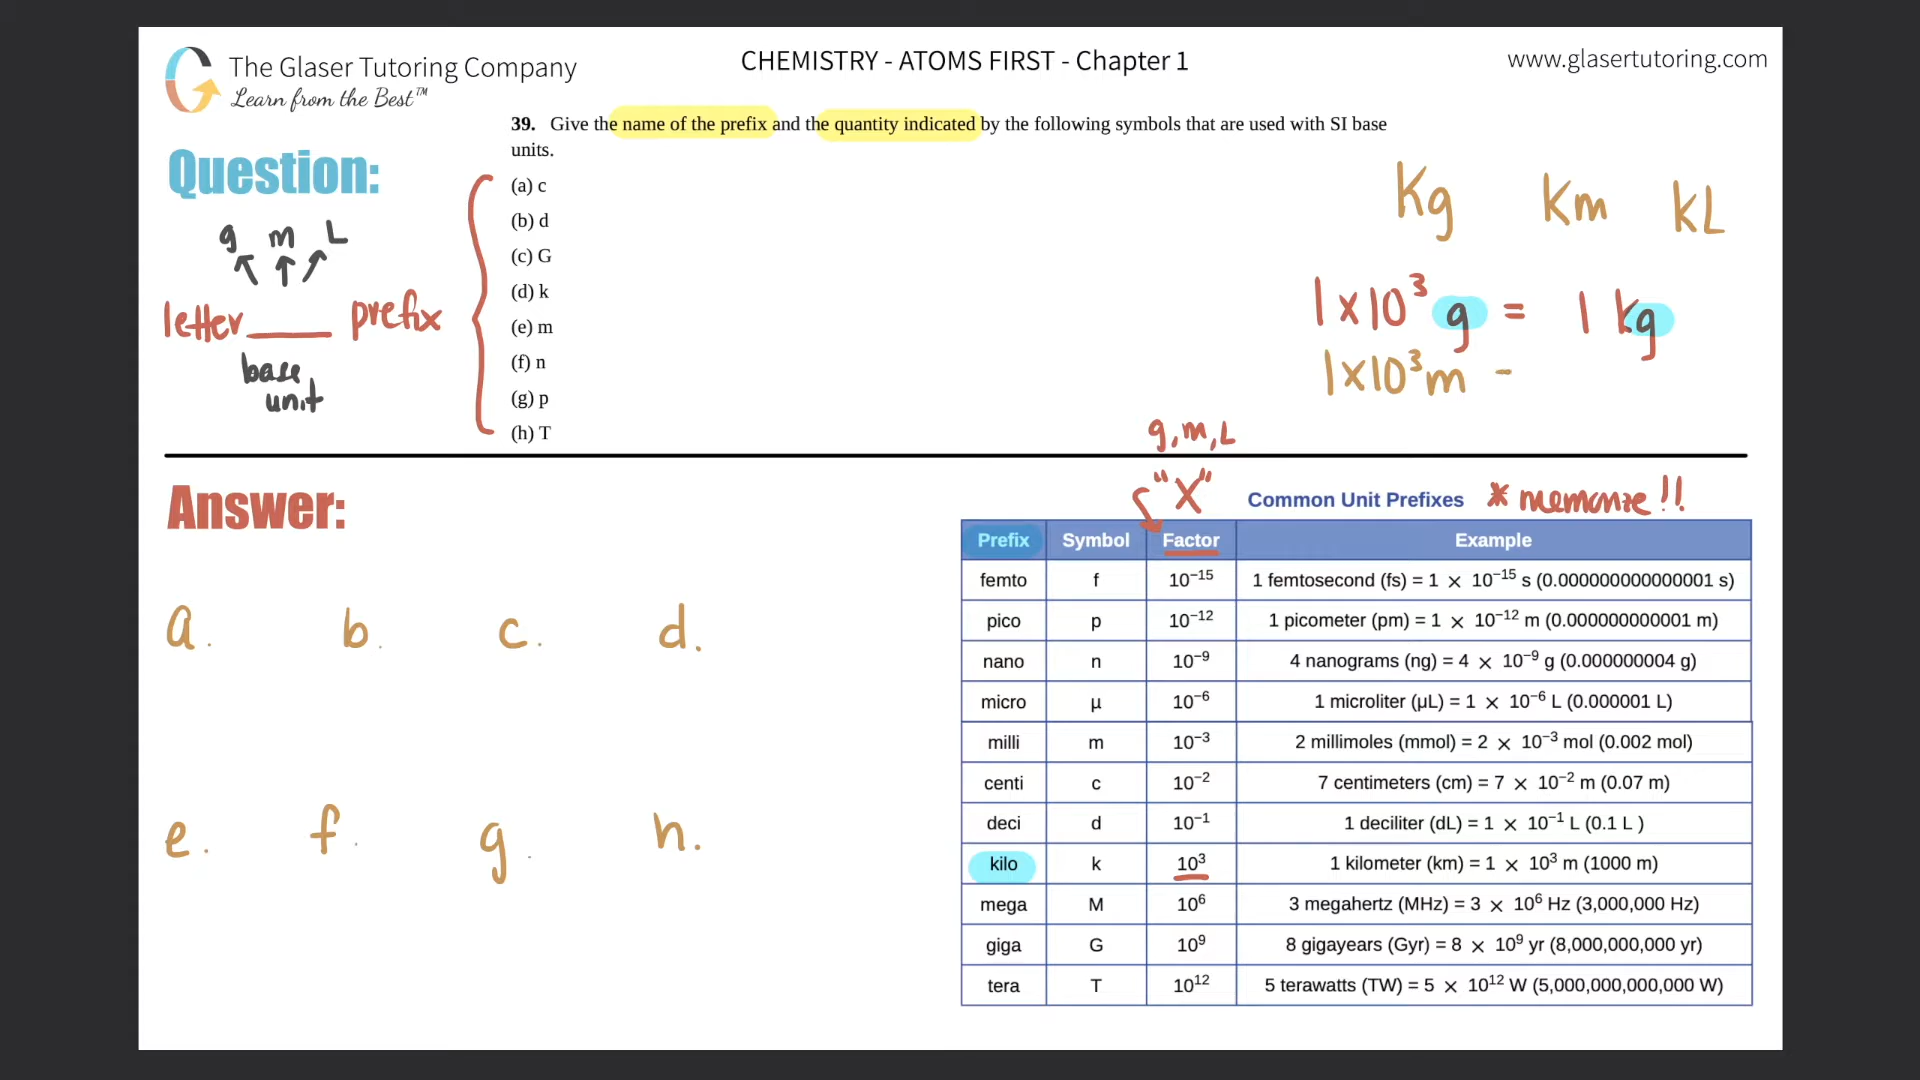 The Glaser Tutoring Company
Learn from the Best™
CHEMISTRY - ATOMS FIRST - Chapter 1
www.glasertutoring.com
39. Give the name of the prefix and the quantity indicated by the following symbols that are used with SI base
units.
Question:
(a) c
(b) d
(c) G
(d) k
(e) m
(f) n
(g) p
(h) T
g m L
letter ____ prefix
base
unit
Kg Km kL
1x10³ g = 1 kg
1x10³ m -
g, m, L
"X"
Answer:
a. b. c. d.
e. f. g. h.
Common Unit Prefixes * memorize !!
Prefix Symbol Factor Example
femto f 10⁻¹⁵ 1 femtosecond (fs) = 1 × 10⁻¹⁵ s (0.000000000000001 s)
pico p 10⁻¹² 1 picometer (pm) = 1 × 10⁻¹² m (0.000000000001 m)
nano n 10⁻⁹ 4 nanograms (ng) = 4 × 10⁻⁹ g (0.000000004 g)
micro µ 10⁻⁶ 1 microliter (µL) = 1 × 10⁻⁶ L (0.000001 L)
milli m 10⁻³ 2 millimoles (mmol) = 2 × 10⁻³ mol (0.002 mol)
centi c 10⁻² 7 centimeters (cm) = 7 × 10⁻² m (0.07 m)
deci d 10⁻¹ 1 deciliter (dL) = 1 × 10⁻¹ L (0.1 L )
kilo k 10³ 1 kilometer (km) = 1 × 10³ m (1000 m)
mega M 10⁶ 3 megahertz (MHz) = 3 × 10⁶ Hz (3,000,000 Hz)
giga G 10⁹ 8 gigayears (Gyr) = 8 × 10⁹ yr (8,000,000,000 yr)
tera T 10¹² 5 terawatts (TW) = 5 × 10¹² W (5,000,000,000,000 W)